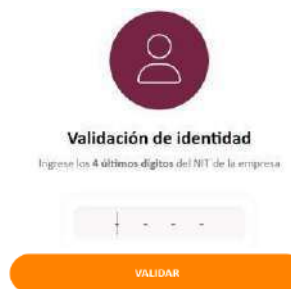 Validación de identidad
Ingrese los 4 últimos dígitos del NIT de la empresa
- - - -
VALIDAR